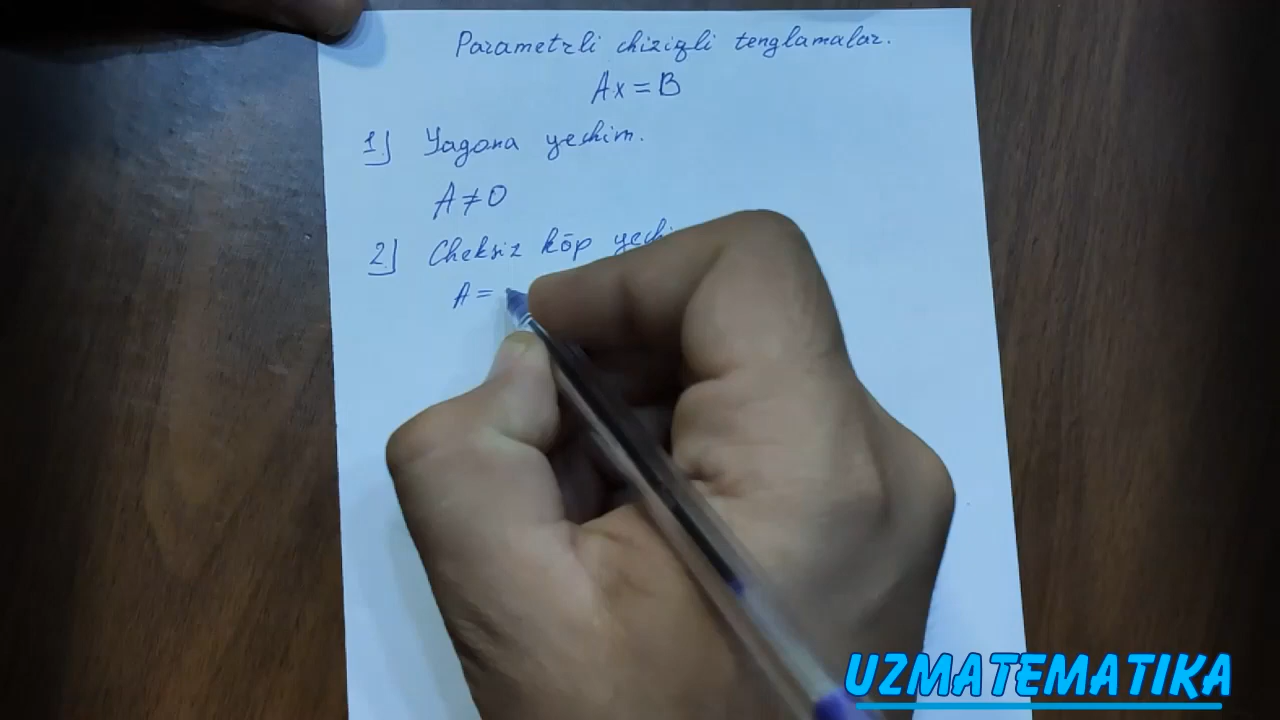 Parametrli chiziqli tenglamalar.
Ax = B
1.) Yagona yechim.
A ≠ 0
2.) Cheksiz kōp
A =
UZMATEMATIKA